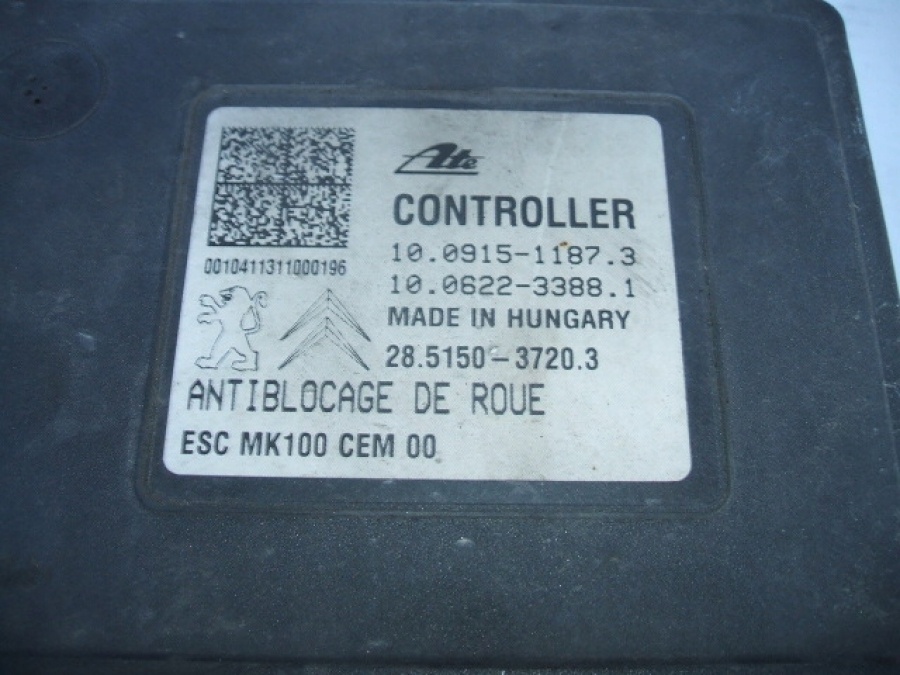 Ate
CONTROLLER
10.0915-1187.3
0010411311000196
10.0622-3388.1
MADE IN HUNGARY
28.5150-3720.3
ANTIBLOCAGE DE ROUE
ESC MK100 CEM 00